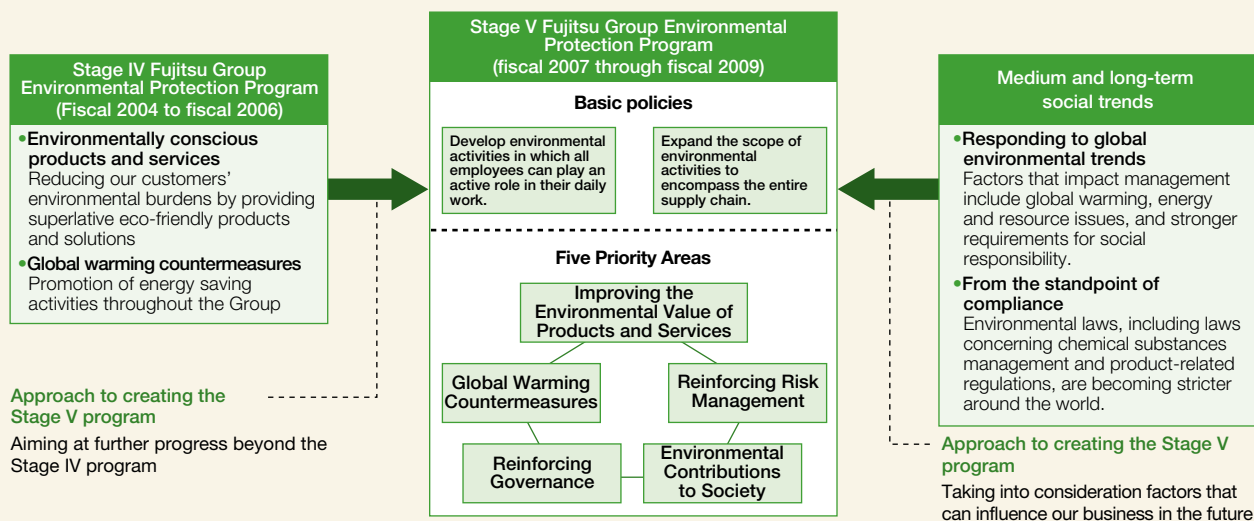 Stage IV Fujitsu Group
Environmental Protection Program
(Fiscal 2004 to fiscal 2006)
•Environmentally conscious
products and services
Reducing our customers’
environmental burdens by providing
superlative eco-friendly products
and solutions
•Global warming countermeasures
Promotion of energy saving
activities throughout the Group
Approach to creating the
Stage V program
Aiming at further progress beyond the
Stage IV program
Stage V Fujitsu Group Environmental
Protection Program
(fiscal 2007 through fiscal 2009)
Basic policies
Develop environmental
activities in which all
employees can play an
active role in their daily
work.
Expand the scope of
environmental
activities to
encompass the entire
supply chain.
Five Priority Areas
Improving the
Environmental Value of
Products and Services
Global Warming
Countermeasures
Reinforcing Risk
Management
Reinforcing
Governance
Environmental
Contributions
to Society
Medium and long-term
social trends
•Responding to global
environmental trends
Factors that impact management
include global warming, energy
and resource issues, and stronger
requirements for social
responsibility.
•From the standpoint of
compliance
Environmental laws, including laws
concerning chemical substances
management and product-related
regulations, are becoming stricter
around the world.
Approach to creating the Stage V
program
Taking into consideration factors that
can influence our business in the future